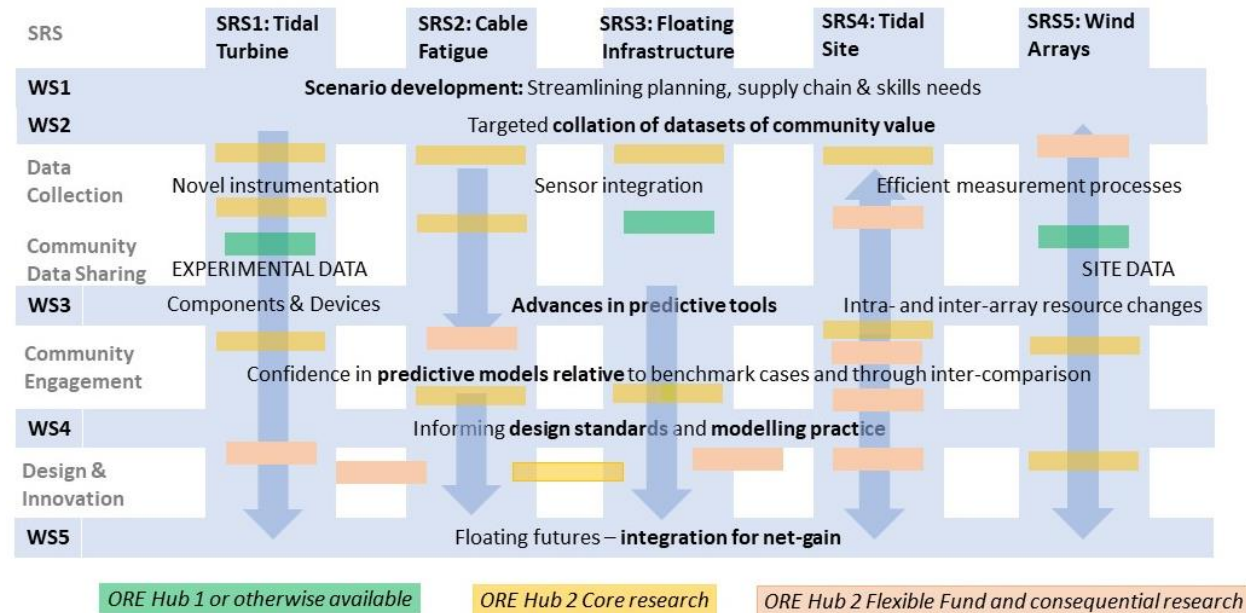 SRS
SRS1: Tidal
Turbine
SRS2: Cable
Fatigue
SRS3: Floating
Infrastructure
SRS4: Tidal
Site
SRS5: Wind
Arrays
WS1
Scenario development: Streamlining planning, supply chain & skills needs
WS2
Targeted collation of datasets of community value
Data
Collection
Novel instrumentation
Sensor integration
Efficient measurement processes
Community
Data Sharing
EXPERIMENTAL DATA
SITE DATA
WS3
Components & Devices
Advances in predictive tools
Intra- and inter-array resource changes
Community
Engagement
Confidence in predictive models relative to benchmark cases and through inter-comparison
WS4
Informing design standards and modelling practice
Design &
Innovation
WS5
Floating futures – integration for net-gain
ORE Hub 1 or otherwise available
ORE Hub 2 Core research
ORE Hub 2 Flexible Fund and consequential research